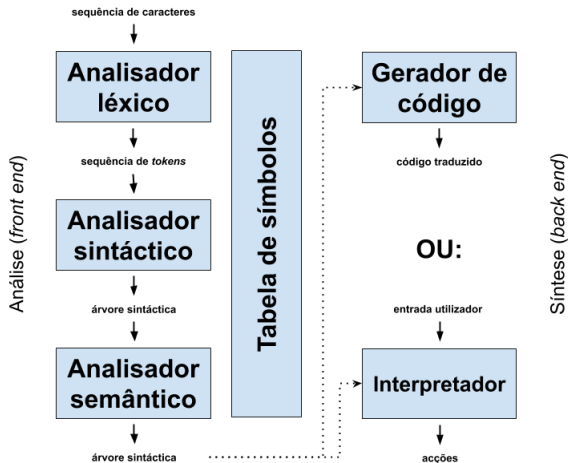 Análise (front end)
sequência de caracteres
Analisador
léxico
sequência de tokens
Analisador
sintáctico
árvore sintáctica
Analisador
semântico
árvore sintáctica
Tabela de símbolos
Gerador de
código
código traduzido
OU:
entrada utilizador
Interpretador
acções
Síntese (back end)